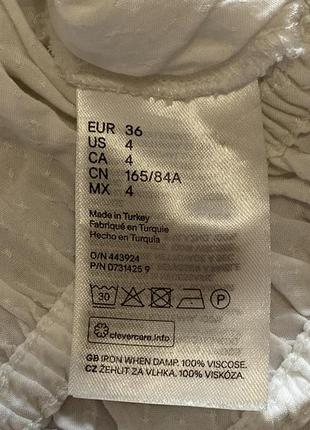 EUR 36
US 4
CA 4
CN 165/84A
MX 4
Made in Turkey
Fabriqué en Turquie
Hecho en Turquía
O/N 443924
P/N 0731425 9
30
P
clevercare.info
GB IRON WHEN DAMP. 100% VISCOSE.
CZ ŽEHLIT ZA VLHKA. 100% VISKÓZA.